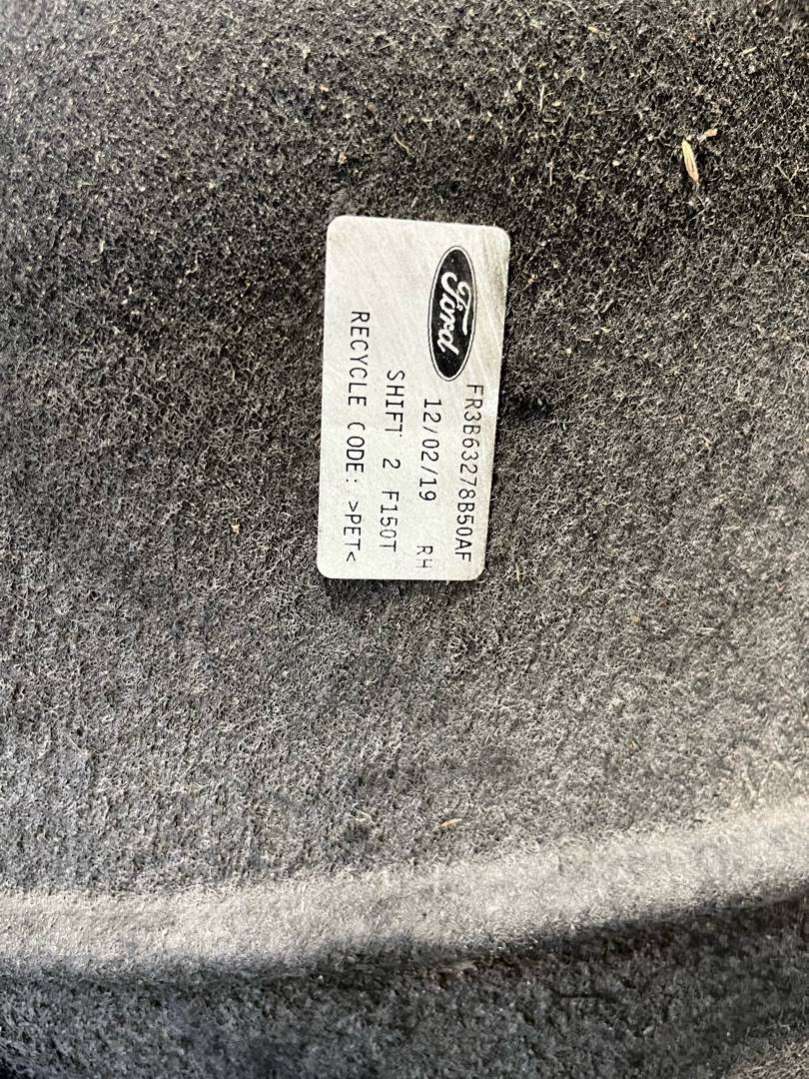 Ford
FR3B63278B50AF
12/02/19 RH
SHIFT 2 F150T
RECYCLE CODE: >PET<